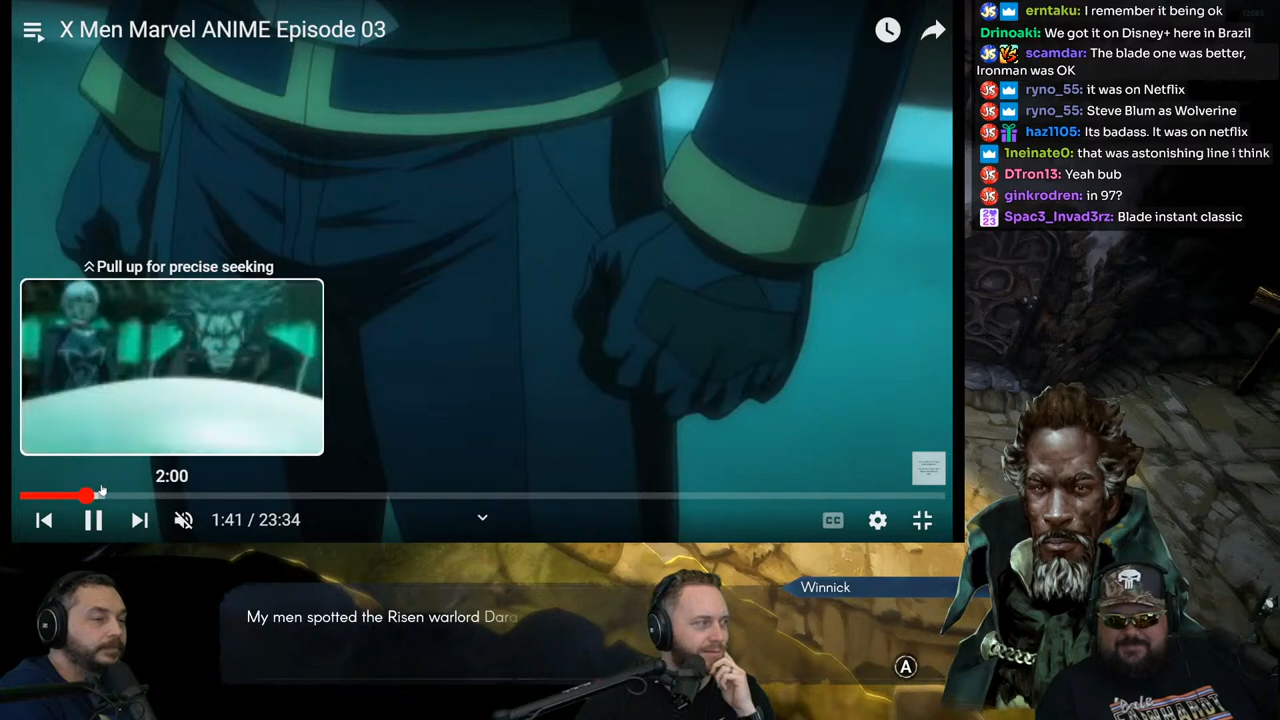 X Men Marvel ANIME Episode 03
Pull up for precise seeking
2:00
1:41 / 23:34
CC
erntaku: I remember it being ok
Drinoaki: We got it on Disney+ here in Brazil
scamdar: The blade one was better,
Ironman was OK
ryno_55: it was on Netflix
ryno_55: Steve Blum as Wolverine
haz1105: Its badass. It was on netflix
1neinate0: that was astonishing line i think
DTron13: Yeah bub
ginkrodren: in 97?
Spac3_Invad3rz: Blade instant classic
Winnick
My men spotted the Risen warlord Dara
A